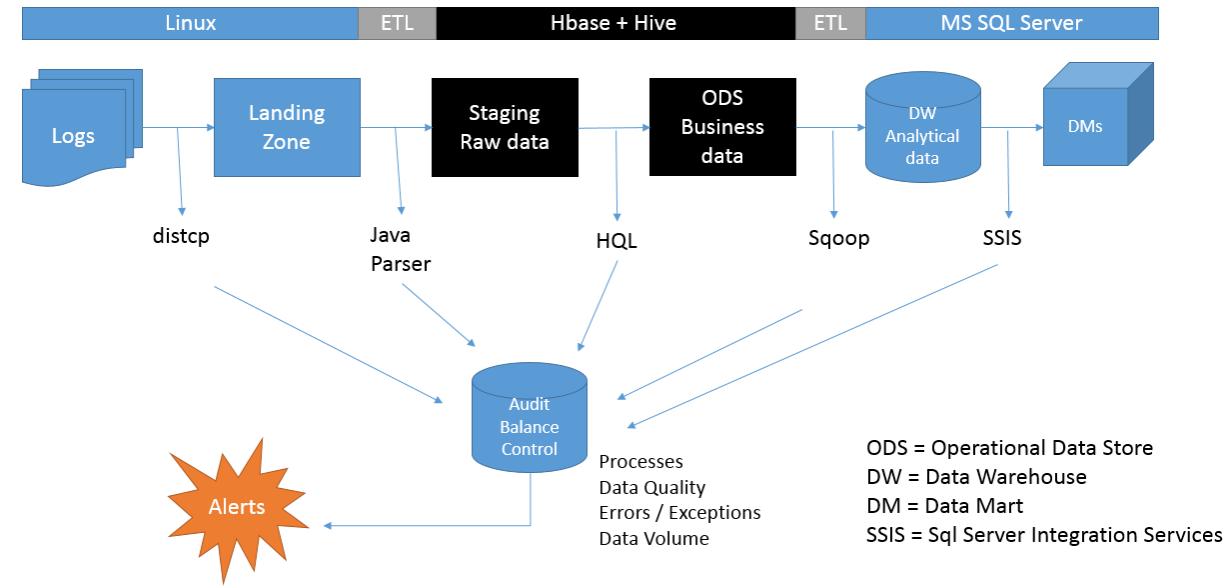 Linux
ETL
Hbase + Hive
ETL
MS SQL Server
Logs
Landing
Zone
Staging
Raw data
ODS
Business
data
DW
Analytical
data
DMs
distcp
Java
Parser
HQL
Sqoop
SSIS
Audit
Balance
Control
Processes
Data Quality
Errors / Exceptions
Data Volume
Alerts
ODS = Operational Data Store
DW = Data Warehouse
DM = Data Mart
SSIS = Sql Server Integration Services